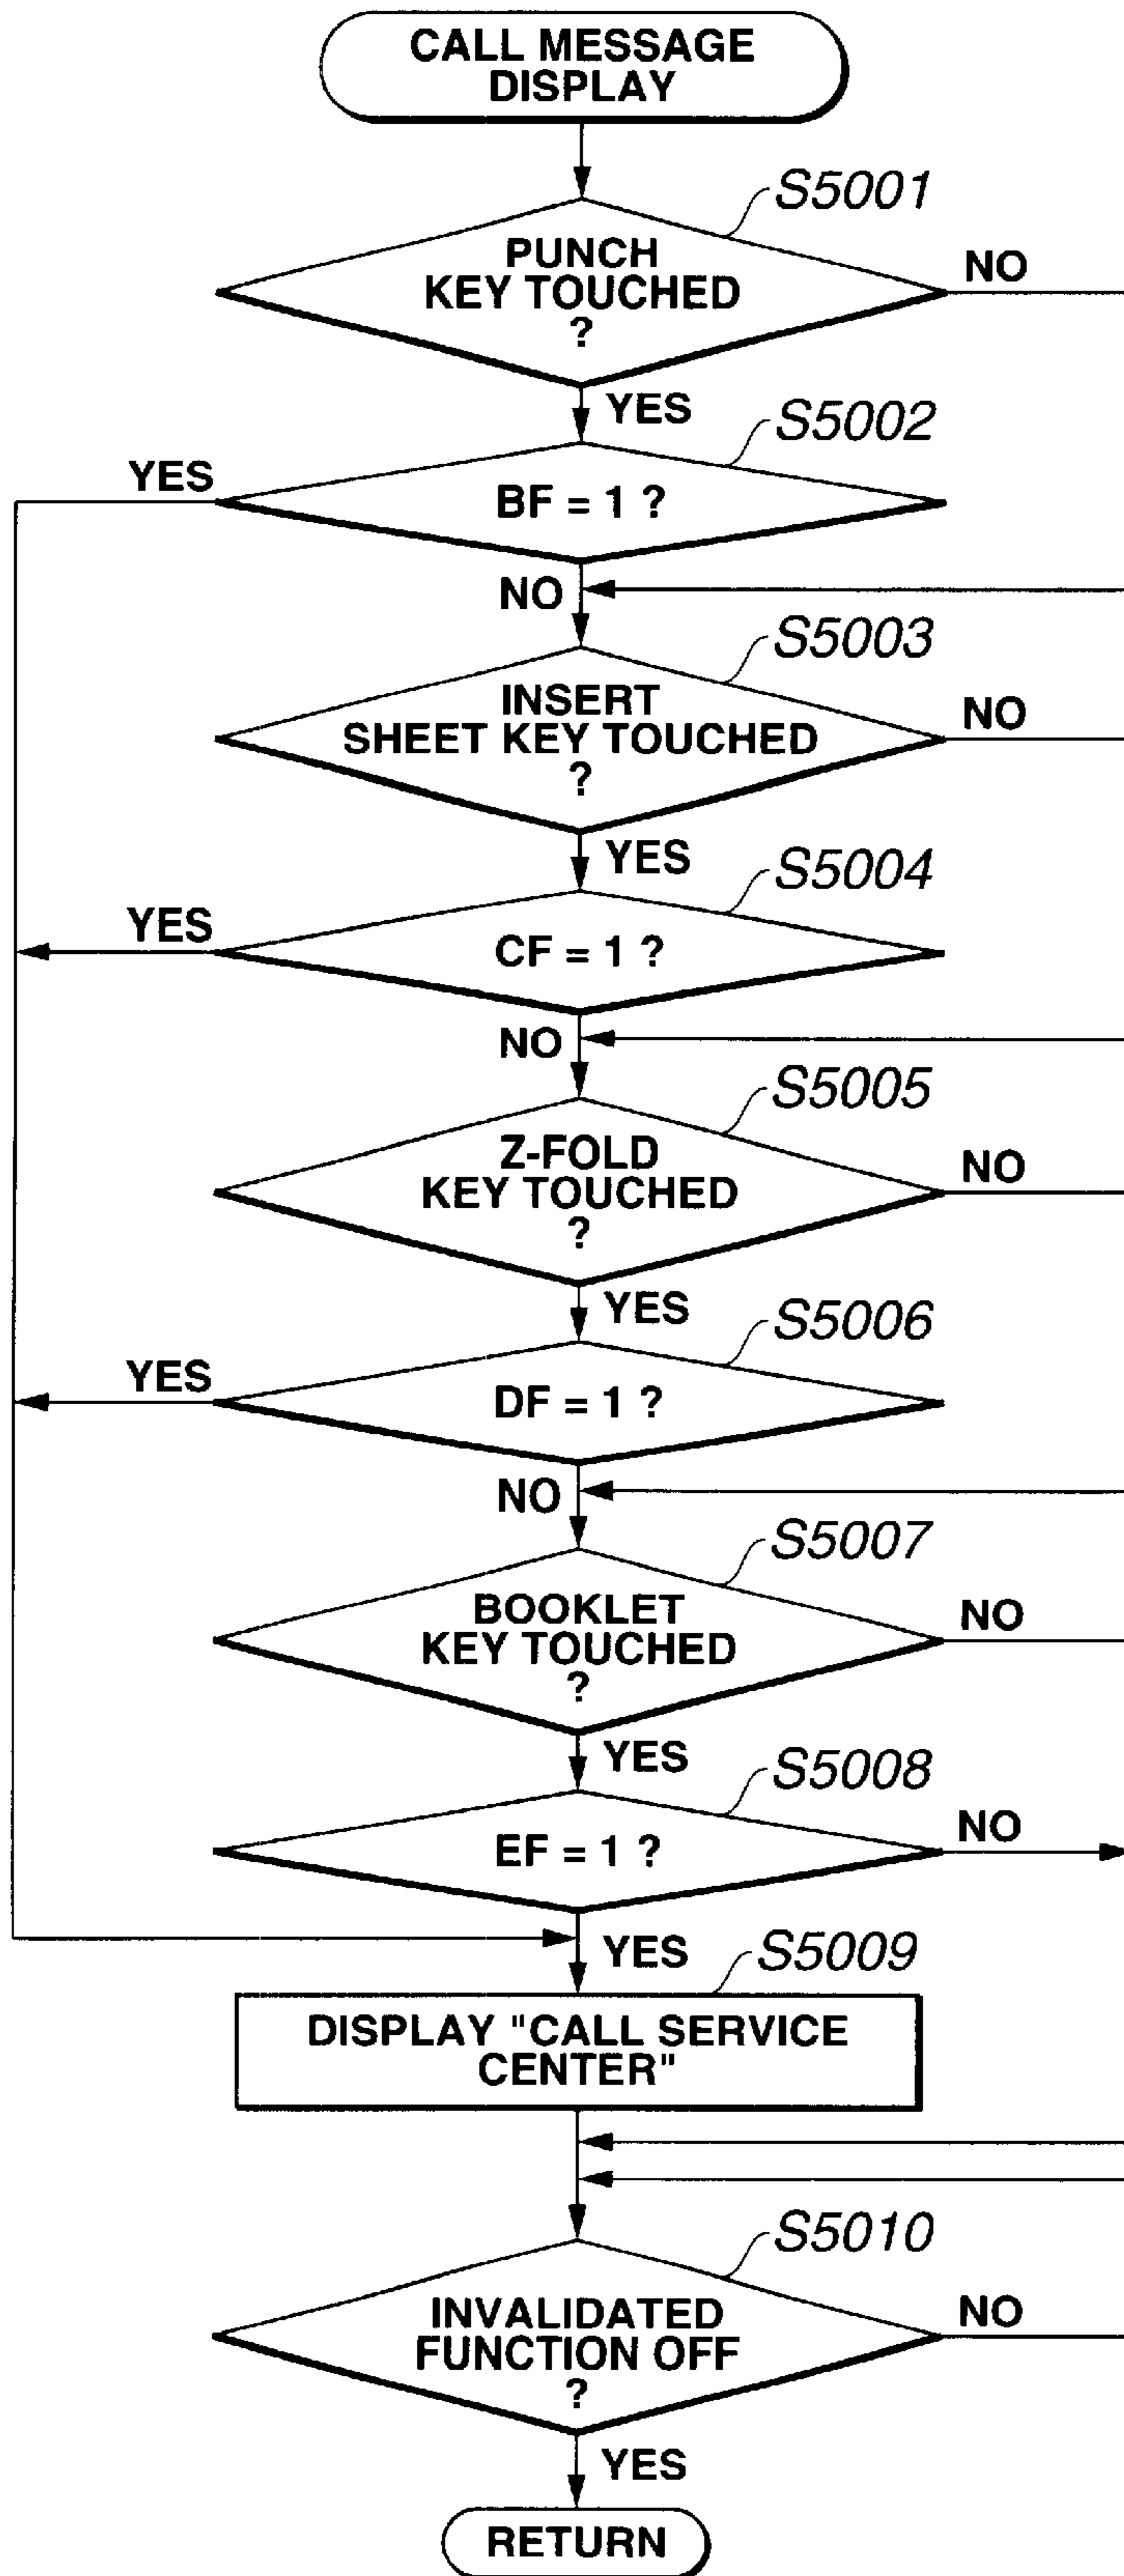 CALL MESSAGE
DISPLAY
S5001
PUNCH
KEY TOUCHED
?
NO
YES
S5002
YES
BF = 1 ?
NO
S5003
INSERT
SHEET KEY TOUCHED
?
NO
YES
S5004
YES
CF = 1 ?
NO
S5005
Z-FOLD
KEY TOUCHED
?
NO
YES
S5006
YES
DF = 1 ?
NO
S5007
BOOKLET
KEY TOUCHED
?
NO
YES
S5008
EF = 1 ?
NO
YES
S5009
DISPLAY "CALL SERVICE
CENTER"
S5010
INVALIDATED
FUNCTION OFF
?
NO
YES
RETURN